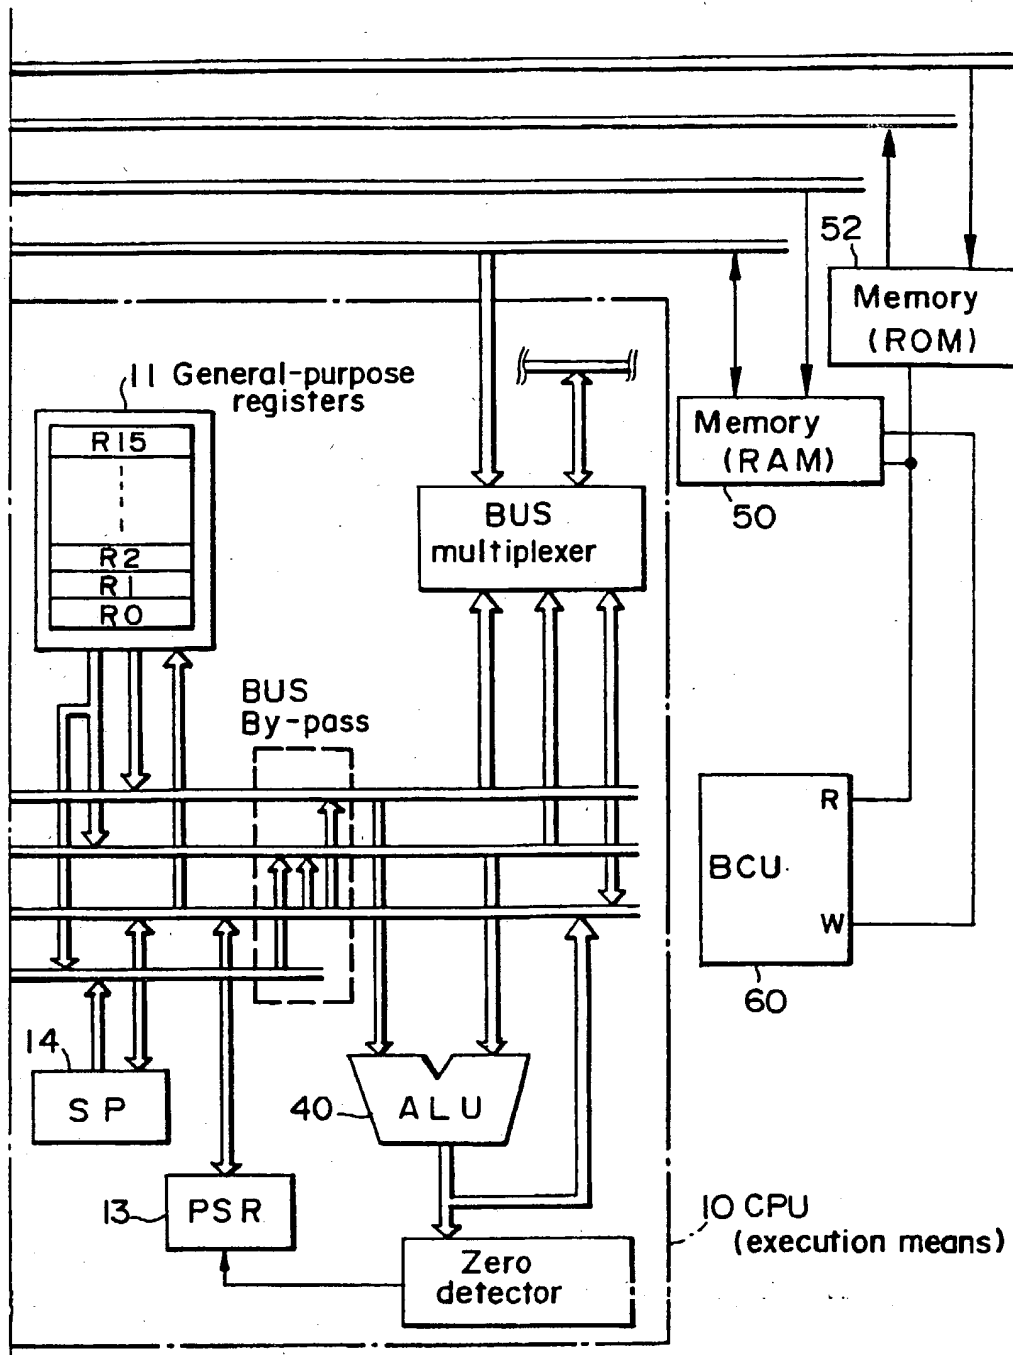 52
Memory
(ROM)
11 General-purpose
registers
R15
R2
R1
R0
Memory
(RAM)
50
BUS
multiplexer
BUS
By-pass
R
BCU
W
60
14
SP
40
ALU
13
PSR
10 CPU
(execution means)
Zero
detector